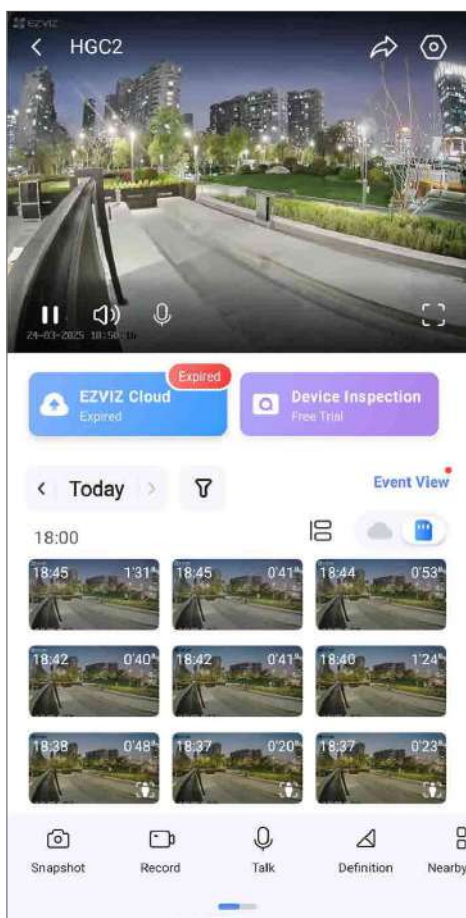 EZVIZ
HGC2
24-03-2025 18:50
Expired
EZVIZ Cloud
Expired
Device Inspection
Free Trial
Today
Event View
18:00
18:45 1'31"
18:45 0'41"
18:44 0'53"
18:42 0'40"
18:42 0'41"
18:40 1'24"
18:38 0'48"
18:37 0'20"
18:37 0'23"
Snapshot
Record
Talk
Definition
Nearby